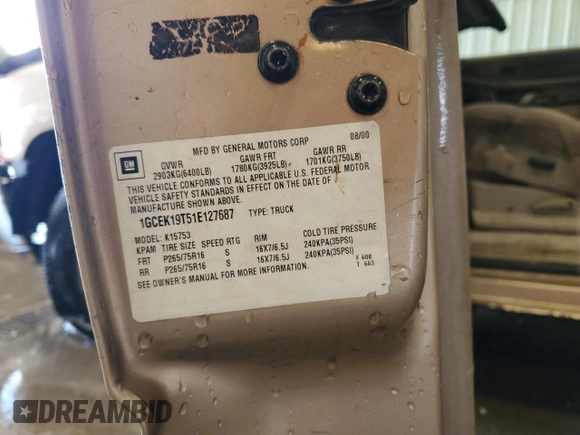 MFD BY GENERAL MOTORS CORP 08/00
GM
GVWR GAWR FRT GAWR RR
2903KG(6400LB) 1780KG(3925LB) 1701KG(3750LB)
THIS VEHICLE CONFORMS TO ALL APPLICABLE U.S. FEDERAL MOTOR
VEHICLE SAFETY STANDARDS IN EFFECT ON THE DATE OF
MANUFACTURE SHOWN ABOVE.
1GCEK19T51E127687 TYPE: TRUCK
MODEL: K15753
KPAM TIRE SIZE SPEED RTG RIM COLD TIRE PRESSURE
FRT P265/75R16 S 16X7/6.5J 240KPA(35PSI)
RR P265/75R16 S 16X7/6.5J 240KPA(35PSI)
SEE OWNER'S MANUAL FOR MORE INFORMATION.
F 608
T 663
DREAMBID